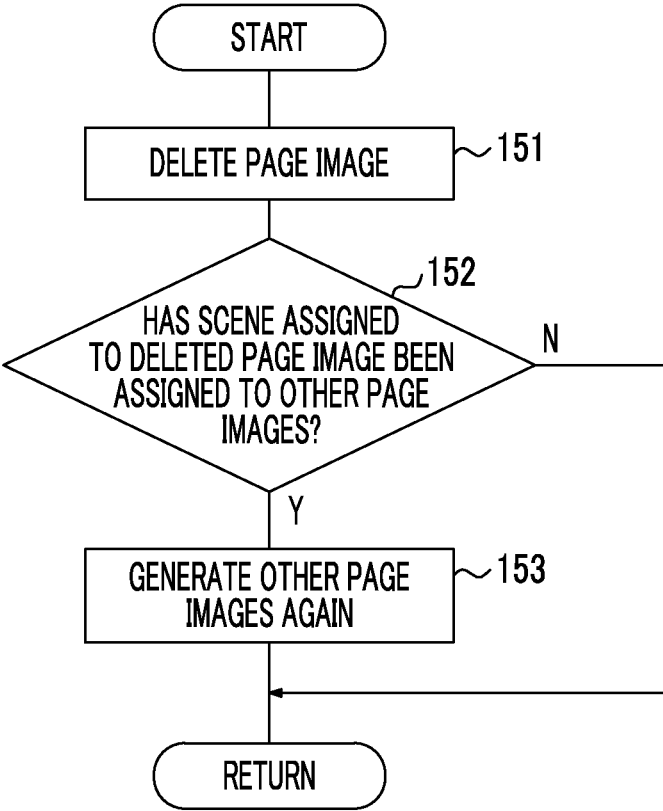 START
DELETE PAGE IMAGE
151
152
HAS SCENE ASSIGNED
TO DELETED PAGE IMAGE BEEN
ASSIGNED TO OTHER PAGE
IMAGES?
N
Y
GENERATE OTHER PAGE
IMAGES AGAIN
153
RETURN